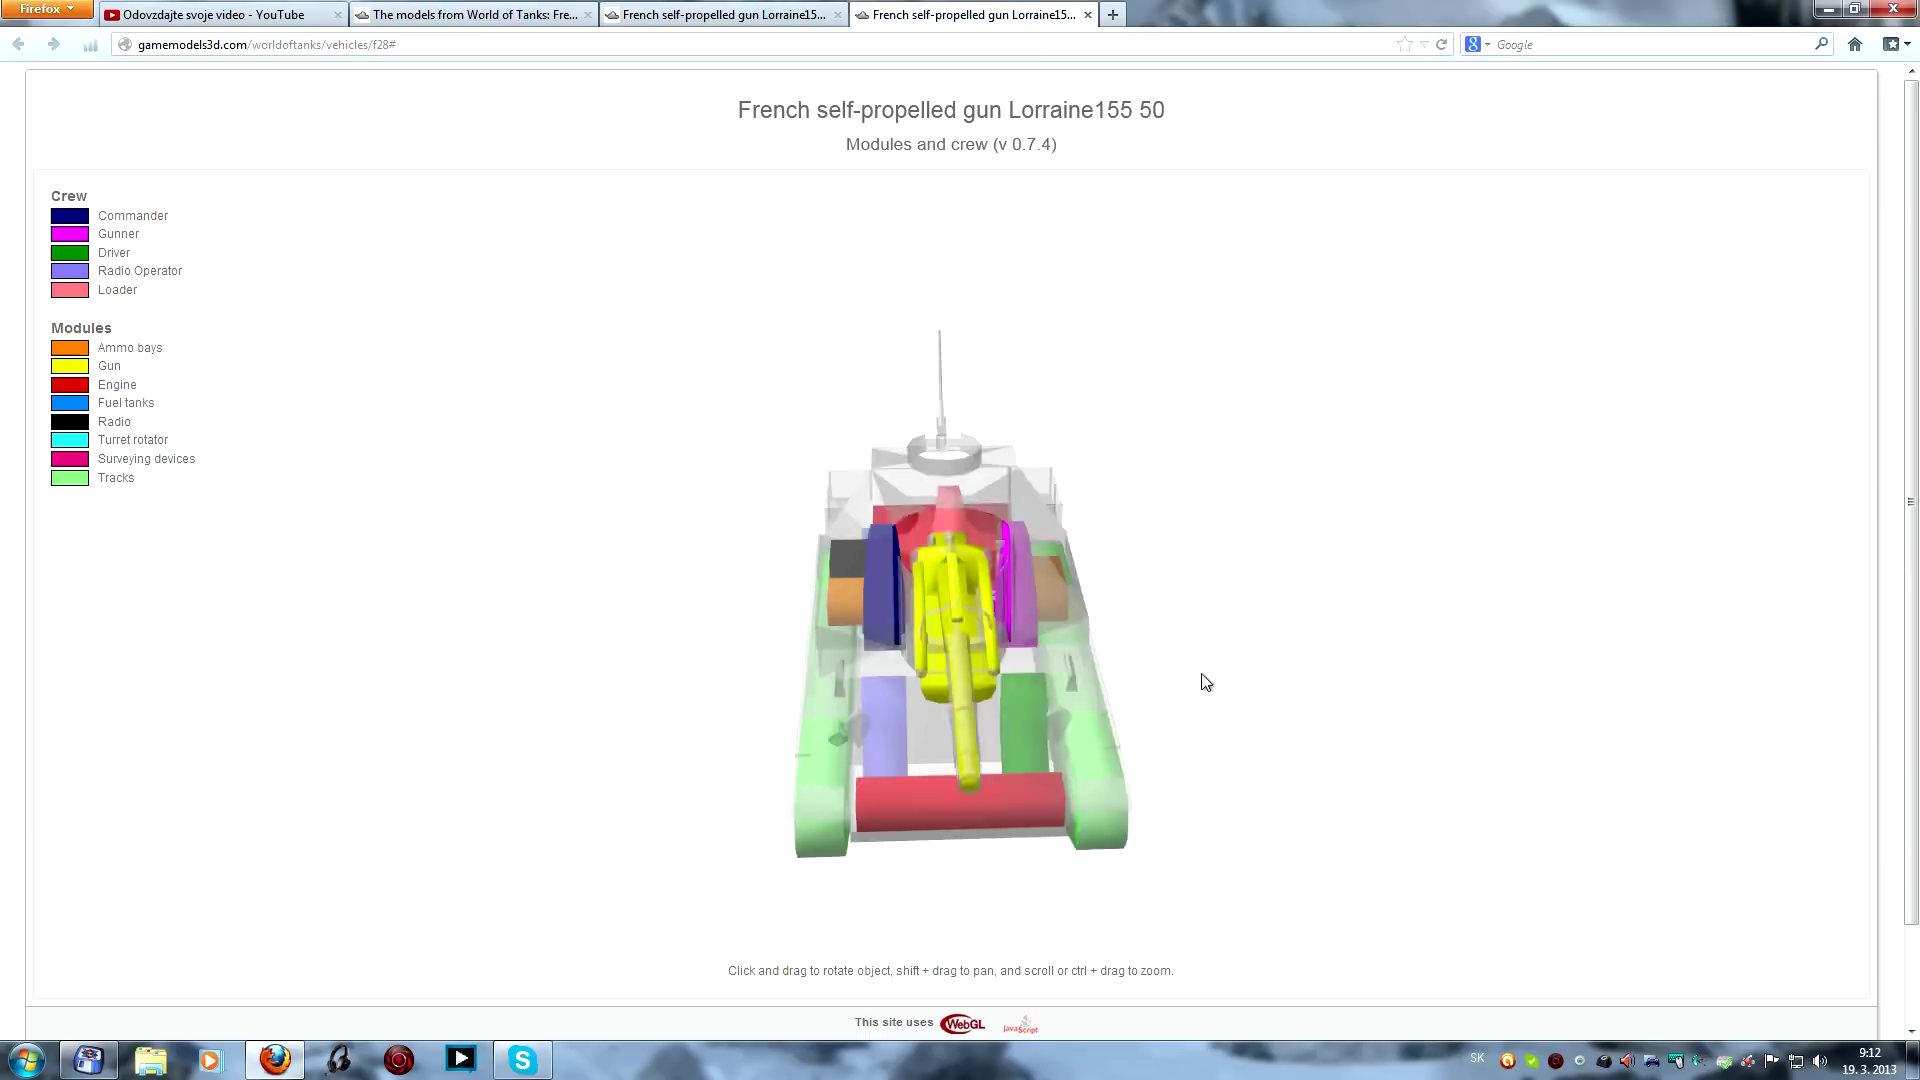 Firefox
Odovzdajte svoje video - YouTube
The models from World of Tanks: Fre...
French self-propelled gun Lorraine15...
French self-propelled gun Lorraine15...
gamemodels3d.com/worldoftanks/vehicles/f28#
Google
French self-propelled gun Lorraine155 50
Modules and crew (v 0.7.4)
Crew
Commander
Gunner
Driver
Radio Operator
Loader
Modules
Ammo bays
Gun
Engine
Fuel tanks
Radio
Turret rotator
Surveying devices
Tracks
Click and drag to rotate object, shift + drag to pan, and scroll or ctrl + drag to zoom.
This site uses WebGL JavaScript
SK
9:12
19. 3. 2013